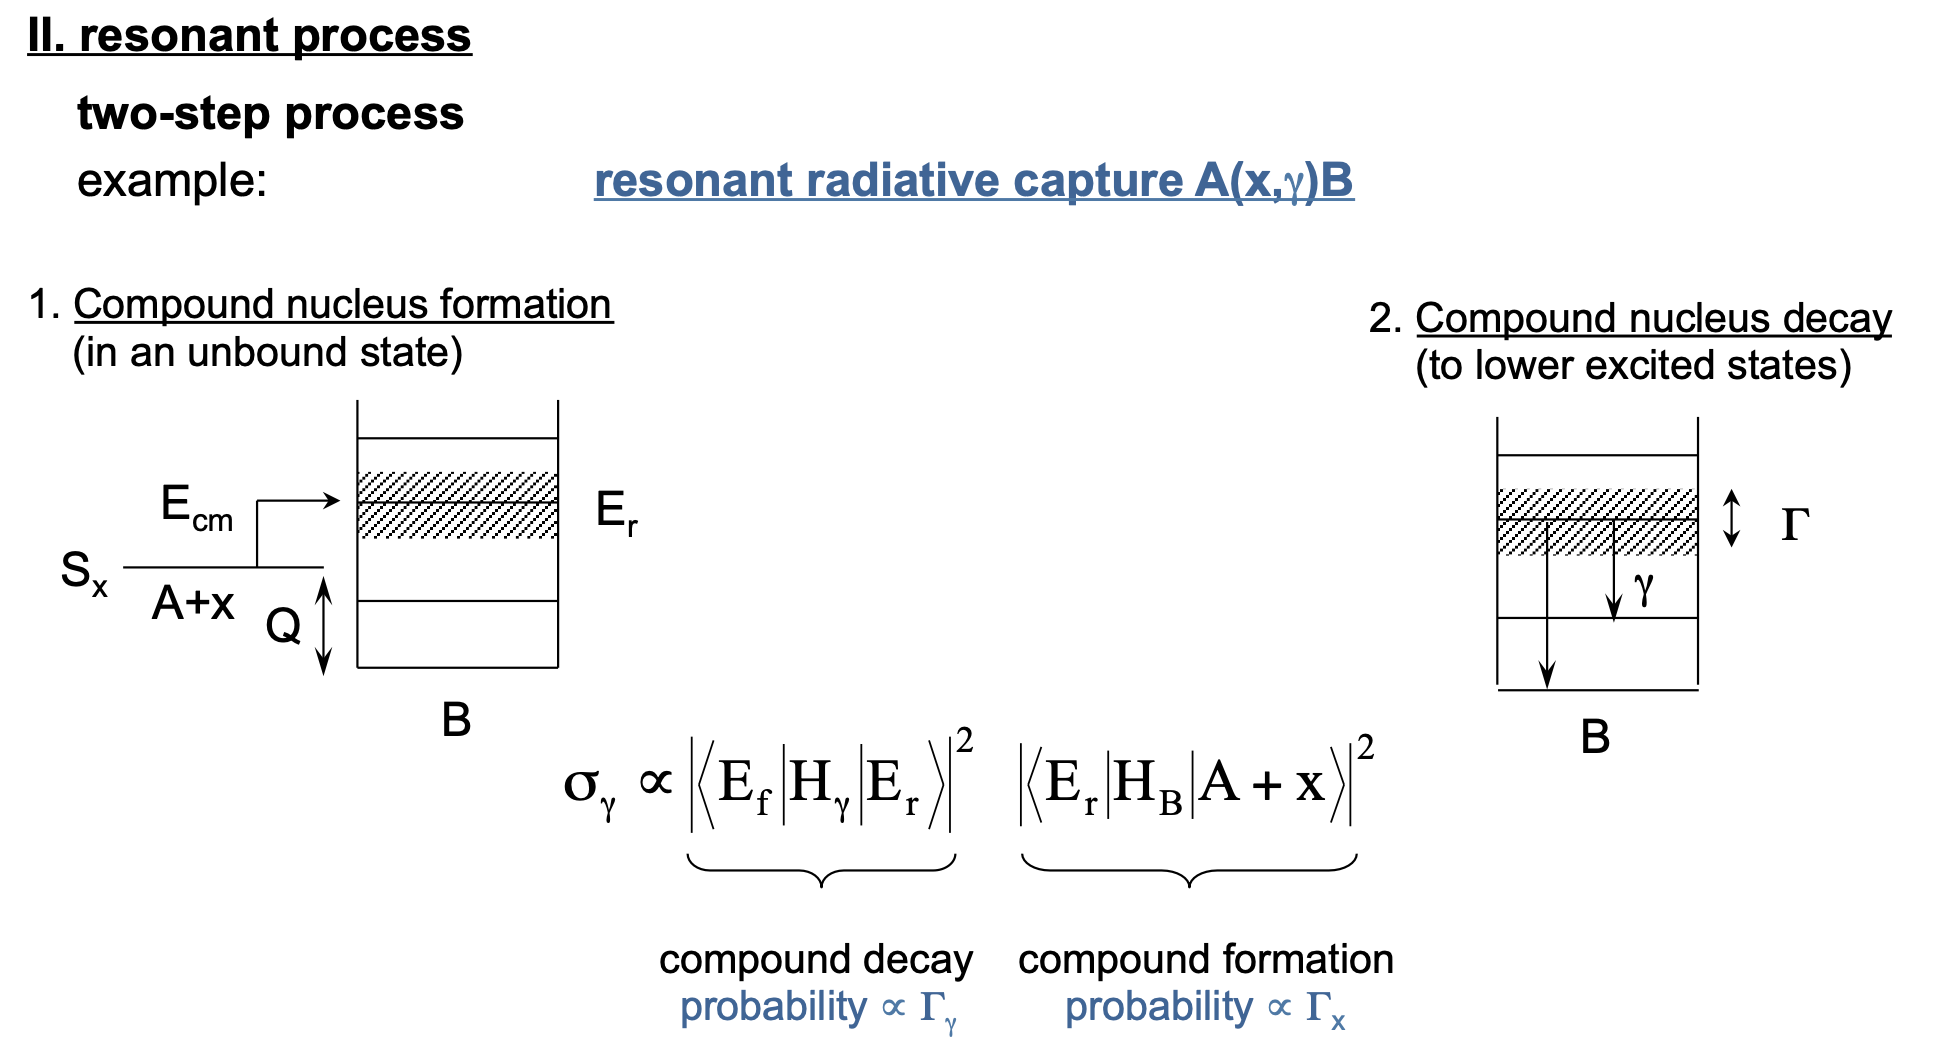 II. resonant process
two-step process
example:
resonant radiative capture A(x,γ)B
1. Compound nucleus formation
(in an unbound state)
2. Compound nucleus decay
(to lower excited states)
E_cm
E_r
S_x
A+x
Q
B
Γ
γ
B
σ_γ ∝ |⟨E_f|H_γ|E_r⟩|² |⟨E_r|H_B|A + x⟩|²
compound decay
probability ∝ Γ_γ
compound formation
probability ∝ Γ_x